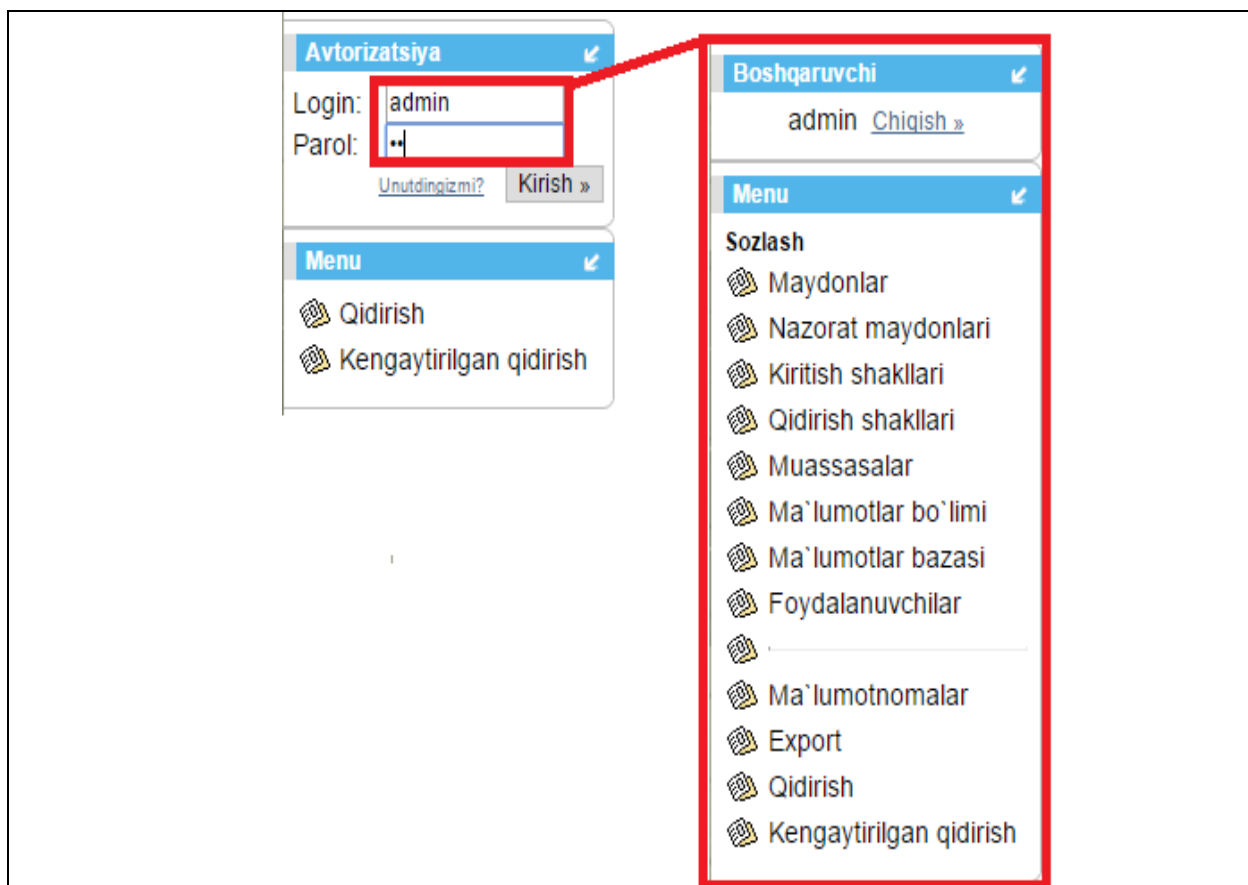 Avtorizatsiya
Login: admin
Parol: ••
Unutdingizmi? Kirish »
Menu
Qidirish
Kengaytirilgan qidirish
Boshqaruvchi
admin Chiqish »
Menu
Sozlash
Maydonlar
Nazorat maydonlari
Kiritish shakllari
Qidirish shakllari
Muassasalar
Ma`lumotlar bo`limi
Ma`lumotlar bazasi
Foydalanuvchilar
Ma`lumotnomalar
Export
Qidirish
Kengaytirilgan qidirish